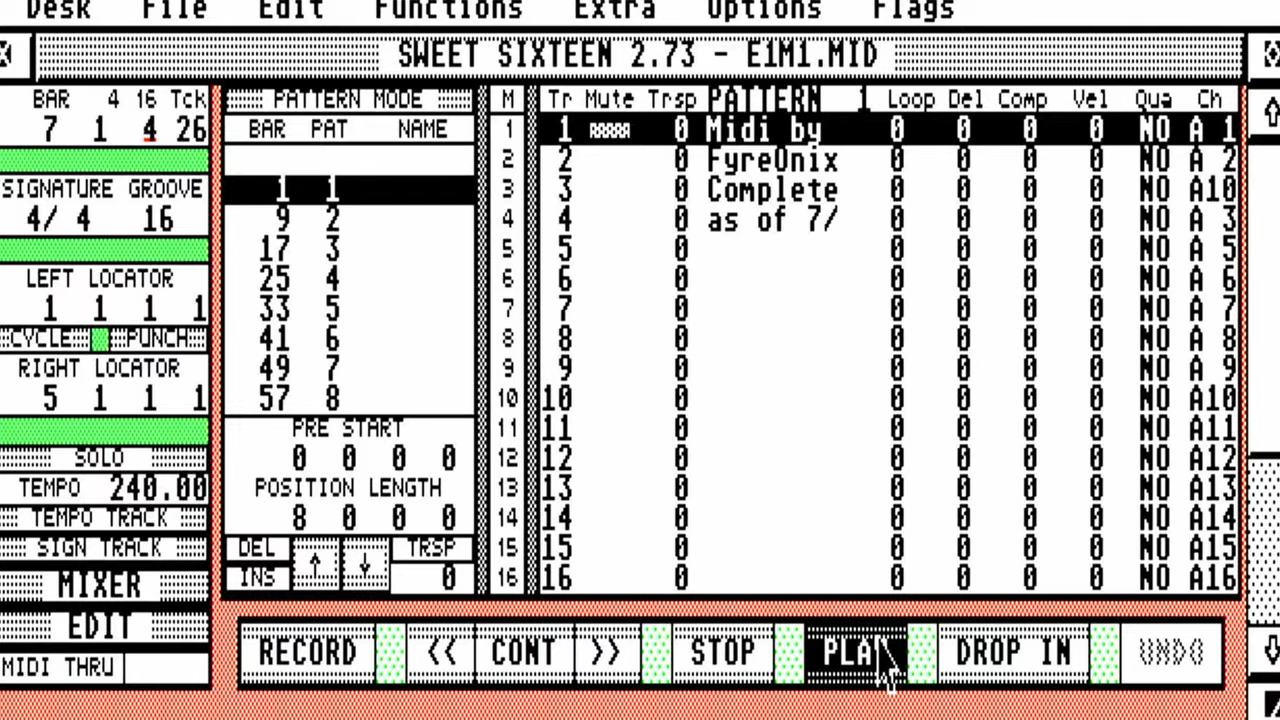 Desk File Edit Functions Extra Options Flags
SWEET SIXTEEN 2.73 - E1M1.MID
BAR 4 16 Tck
7 1 4 26
SIGNATURE GROOVE
4/ 4 16
LEFT LOCATOR
1 1 1 1
CYCLE PUNCH
RIGHT LOCATOR
5 1 1 1
SOLO
TEMPO 240.00
TEMPO TRACK
SIGN TRACK
MIXER
EDIT
MIDI THRU
PATTERN MODE
BAR PAT NAME
1 1
9 2
17 3
25 4
33 5
41 6
49 7
57 8
PRE START
0 0 0 0
POSITION LENGTH
8 0 0 0
DEL ↑ ↓ TRSP
INS 0
M Tr Mute Trsp PATTERN 1 Loop Del Comp Vel Qua Ch
1 1 0 Midi by 0 0 0 0 NO A 1
2 2 0 FyreOnix 0 0 0 0 NO A 2
3 3 0 Complete 0 0 0 0 NO A10
4 4 0 as of 7/ 0 0 0 0 NO A 3
5 5 0 0 0 0 0 NO A 5
6 6 0 0 0 0 0 NO A 6
7 7 0 0 0 0 0 NO A 7
8 8 0 0 0 0 0 NO A 8
9 9 0 0 0 0 0 NO A 9
10 10 0 0 0 0 0 NO A10
11 11 0 0 0 0 0 NO A11
12 12 0 0 0 0 0 NO A12
13 13 0 0 0 0 0 NO A13
14 14 0 0 0 0 0 NO A14
15 15 0 0 0 0 0 NO A15
16 16 0 0 0 0 0 NO A16
RECORD << CONT >> STOP PLAY DROP IN UNDO